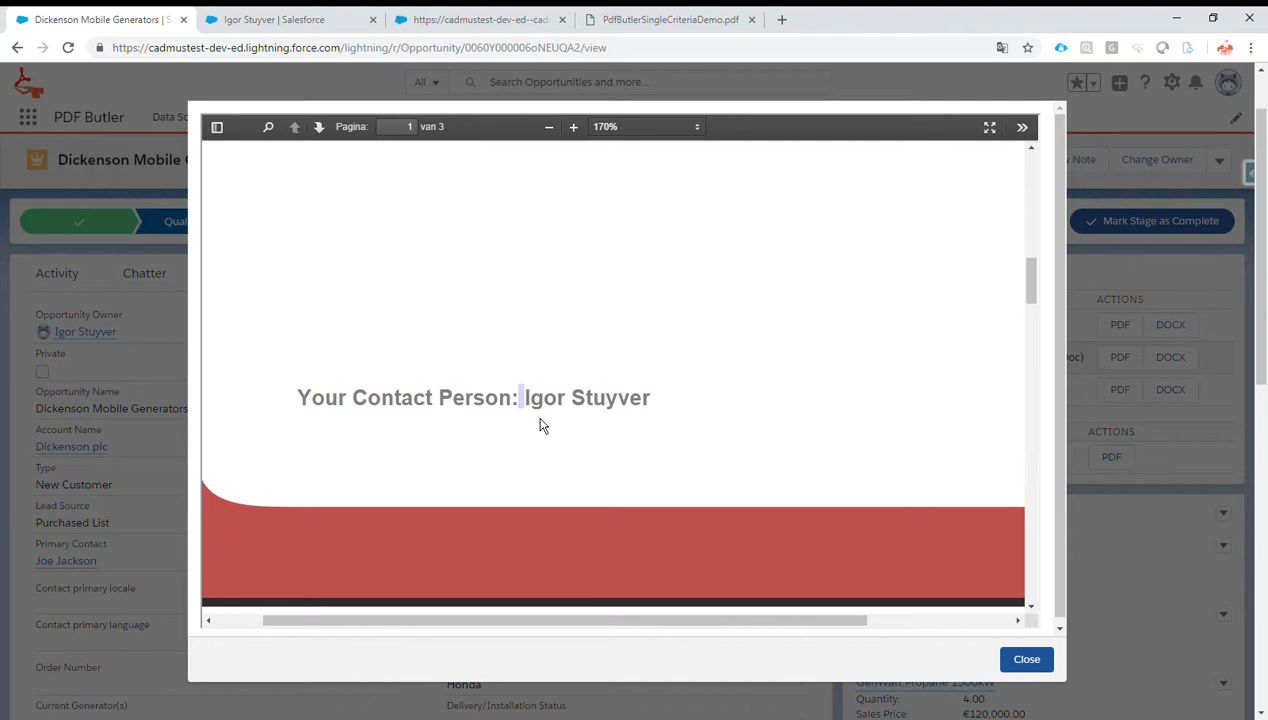 Dickenson Mobile Generators | S
Igor Stuyver | Salesforce
https://cadmustest-dev-ed--cad
PdfButlerSingleCriteriaDemo.pdf
https://cadmustest-dev-ed.lightning.force.com/lightning/r/Opportunity/0060Y000006oNEUQA2/view
All
Search Opportunities and more...
PDF Butler
Data So
Dickenson Mobile G
w Note
Change Owner
Pagina: 1 van 3
170%
Qual
Mark Stage as Complete
Activity
Chatter
Opportunity Owner
Igor Stuyver
Private
Opportunity Name
Dickenson Mobile Generators
Account Name
Dickenson plc
Type
New Customer
Lead Source
Purchased List
Primary Contact
Joe Jackson
Contact primary locale
Contact primary language
Order Number
Current Generator(s)
Your Contact Person: Igor Stuyver
ACTIONS
PDF DOCX
oc) PDF DOCX
PDF DOCX
ACTIONS
PDF
Close
Honda
Delivery/Installation Status
GenWatt Propane 1500kW
Quantity: 4.00
Sales Price: €120,000.00